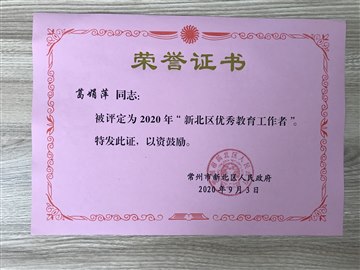 荣誉证书
葛娟萍 同志：
被评定为2020年“新北区优秀教育工作者”。
特发此证，以资鼓励。
常州市新北区人民政府
2020年9月3日